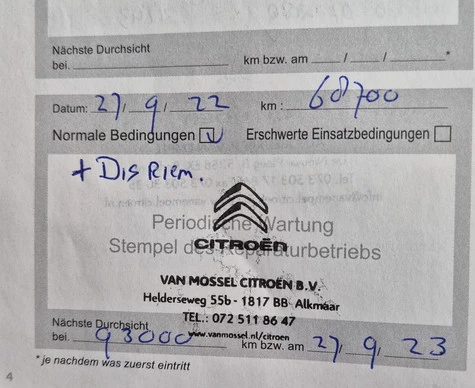 Nächste Durchsicht
bei. km bzw. am / / *
Datum: 27, 9, 22 km : 68700
Normale Bedingungen Erschwerte Einsatzbedingungen
+ Dis Riem.
Periodische Wartung
CITROËN
Stempel des Reparaturbetriebs
VAN MOSSEL CITROËN B.V.
Helderseweg 55b - 1817 BB Alkmaar
TEL.: 072 511 86 47
www.vanmossel.nl/citroen
Nächste Durchsicht
bei. 93000 km bzw. am 27, 9, 23
* je nachdem was zuerst eintritt
4